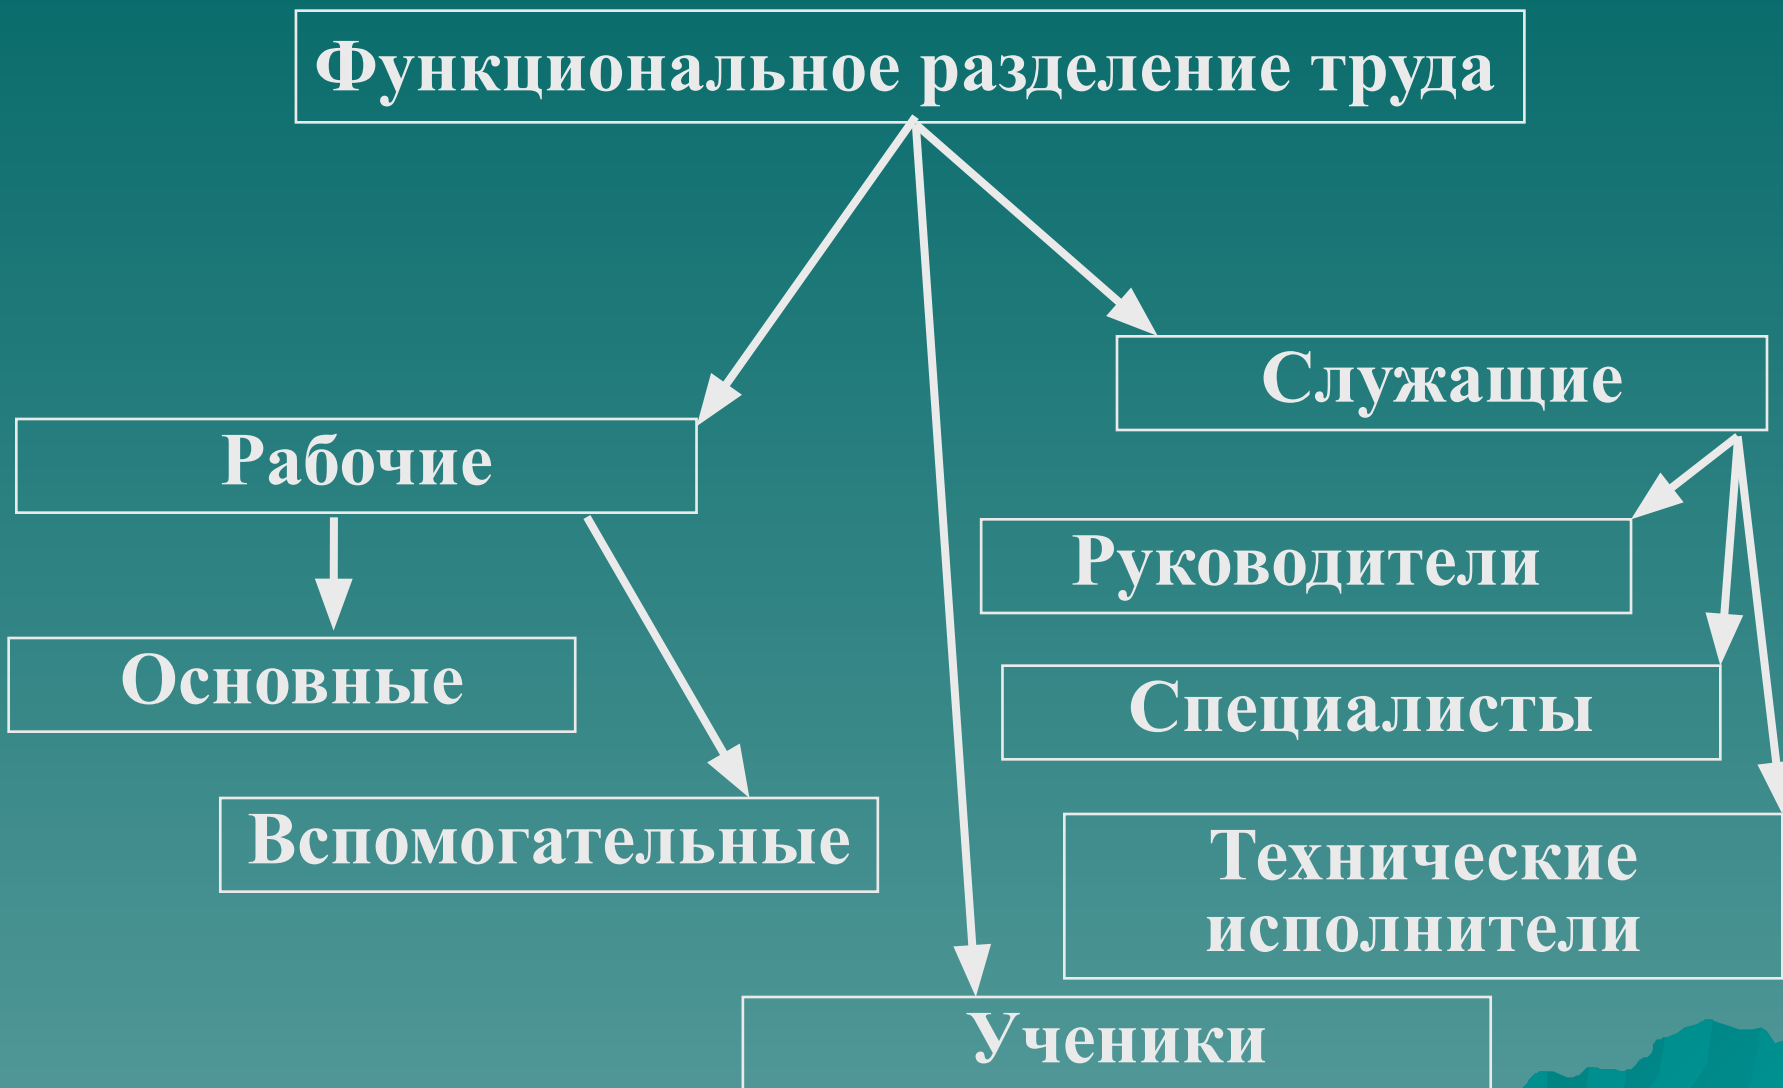 Функциональное разделение труда
Служащие
Рабочие
Руководители
Основные
Специалисты
Вспомогательные
Технические
исполнители
Ученики